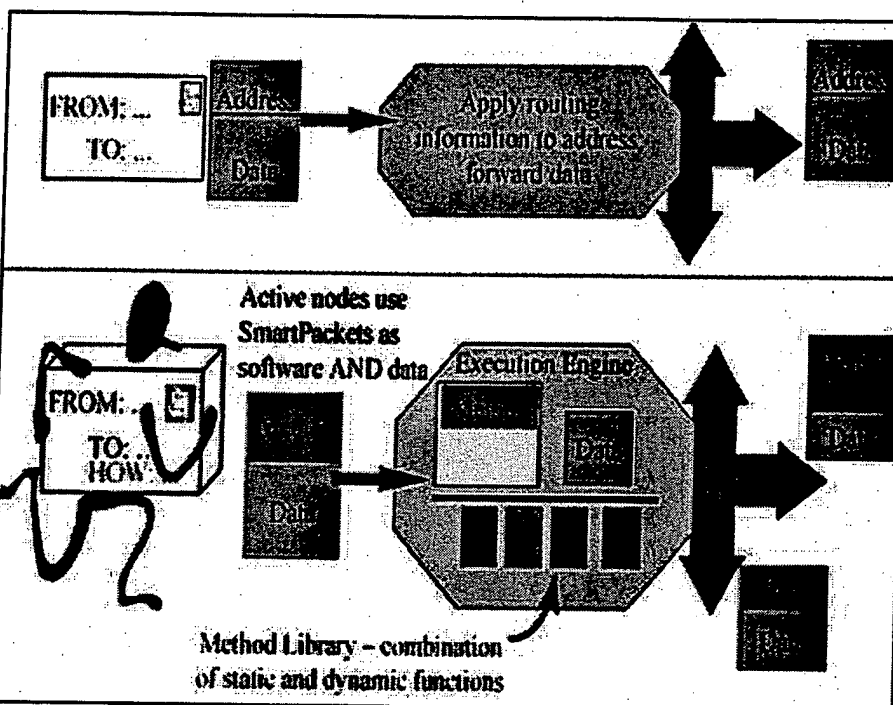 FROM: ...
TO: ...
Address
Data
Apply routing
information to address,
forward data
Address
Data
Active nodes use
SmartPackets as
software AND data
FROM: ..
TO: ..
HOW:
Data
Execution Engine
Data
Data
Method Library – combination
of static and dynamic functions